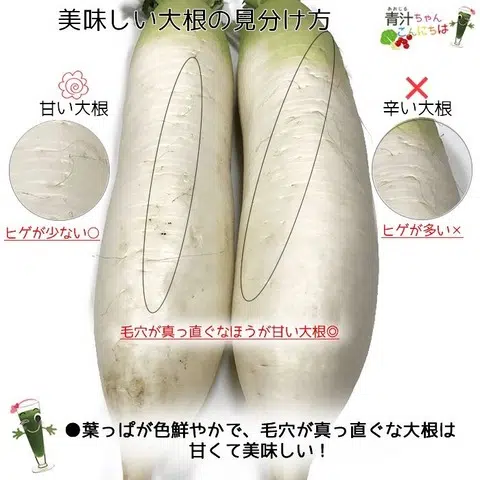 美味しい大根の見分け方
あおじる
青汁ちゃん
こんにちは
甘い大根
辛い大根
ヒゲが少ない○
ヒゲが多い×
毛穴が真っ直ぐなほうが甘い大根◎
●葉っぱが色鮮やかで、毛穴が真っ直ぐな大根は
甘くて美味しい！